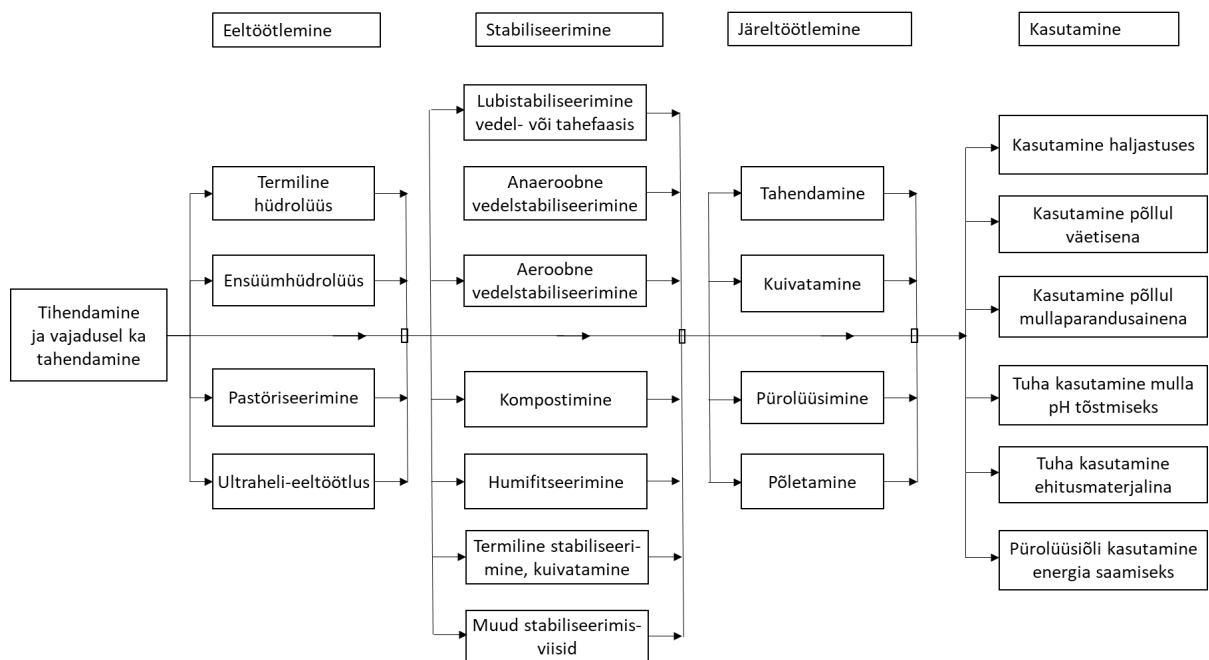 Eeltöötlemine
Stabiliseerimine
Järeltöötlemine
Kasutamine
Tihendamine
ja vajadusel ka
tahendamine
Termiline
hüdrolüüs
Ensüümhüdrolüüs
Pastöriseerimine
Ultraheli-eeltöötlus
Lubistabiliseerimine
vedel- või tahefaasis
Anaeroobne
vedelstabiliseerimine
Aeroobne
vedelstabiliseerimine
Kompostimine
Humifitseerimine
Termiline stabiliseeri-
mine, kuivatamine
Muud stabiliseerimis-
viisid
Tahendamine
Kuivatamine
Pürolüüsimine
Põletamine
Kasutamine haljastuses
Kasutamine põllul
väetisena
Kasutamine põllul
mullaparandusainena
Tuha kasutamine mulla
pH tõstmiseks
Tuha kasutamine
ehitusmaterjalina
Pürolüüsiõli kasutamine
energia saamiseks